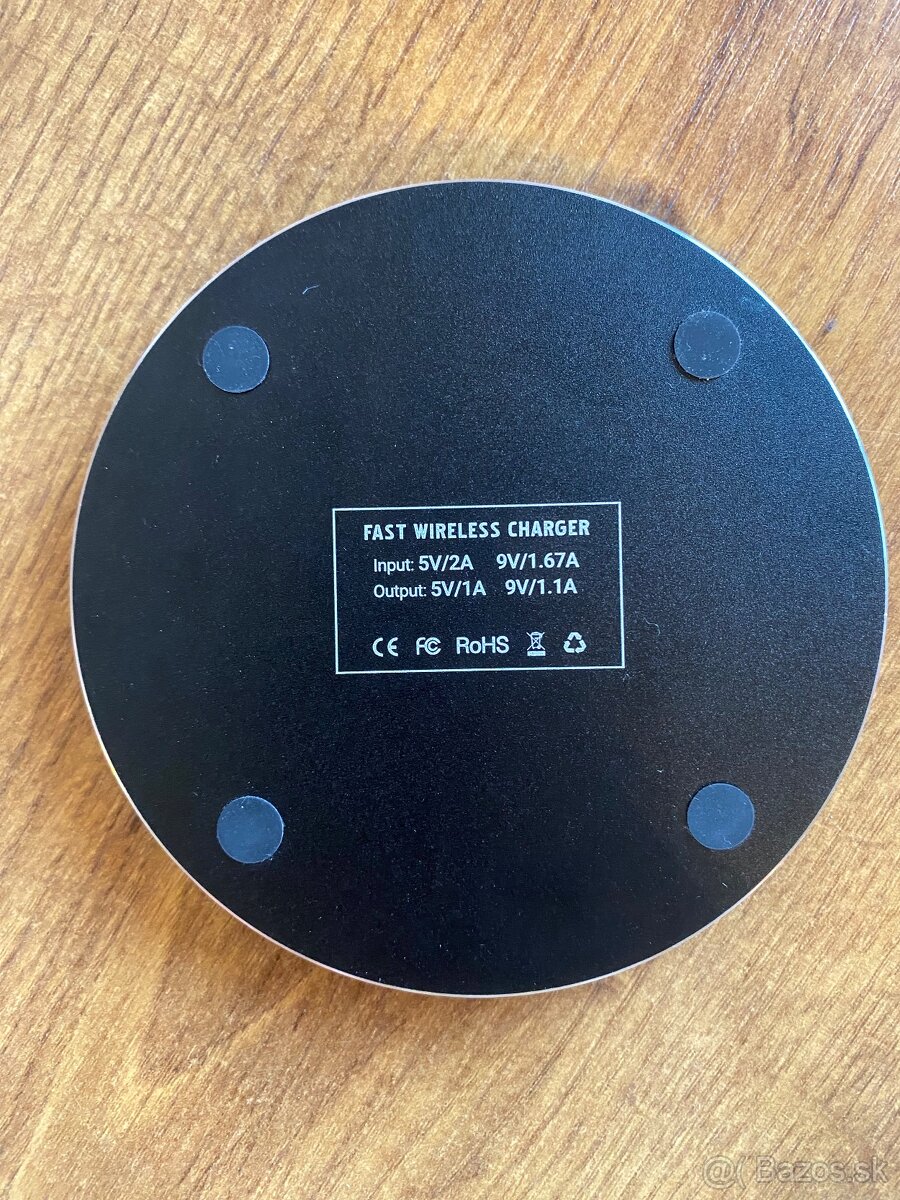 FAST WIRELESS CHARGER
Input: 5V/2A 9V/1.67A
Output: 5V/1A 9V/1.1A
CE FC RoHS
@( Bazos.sk